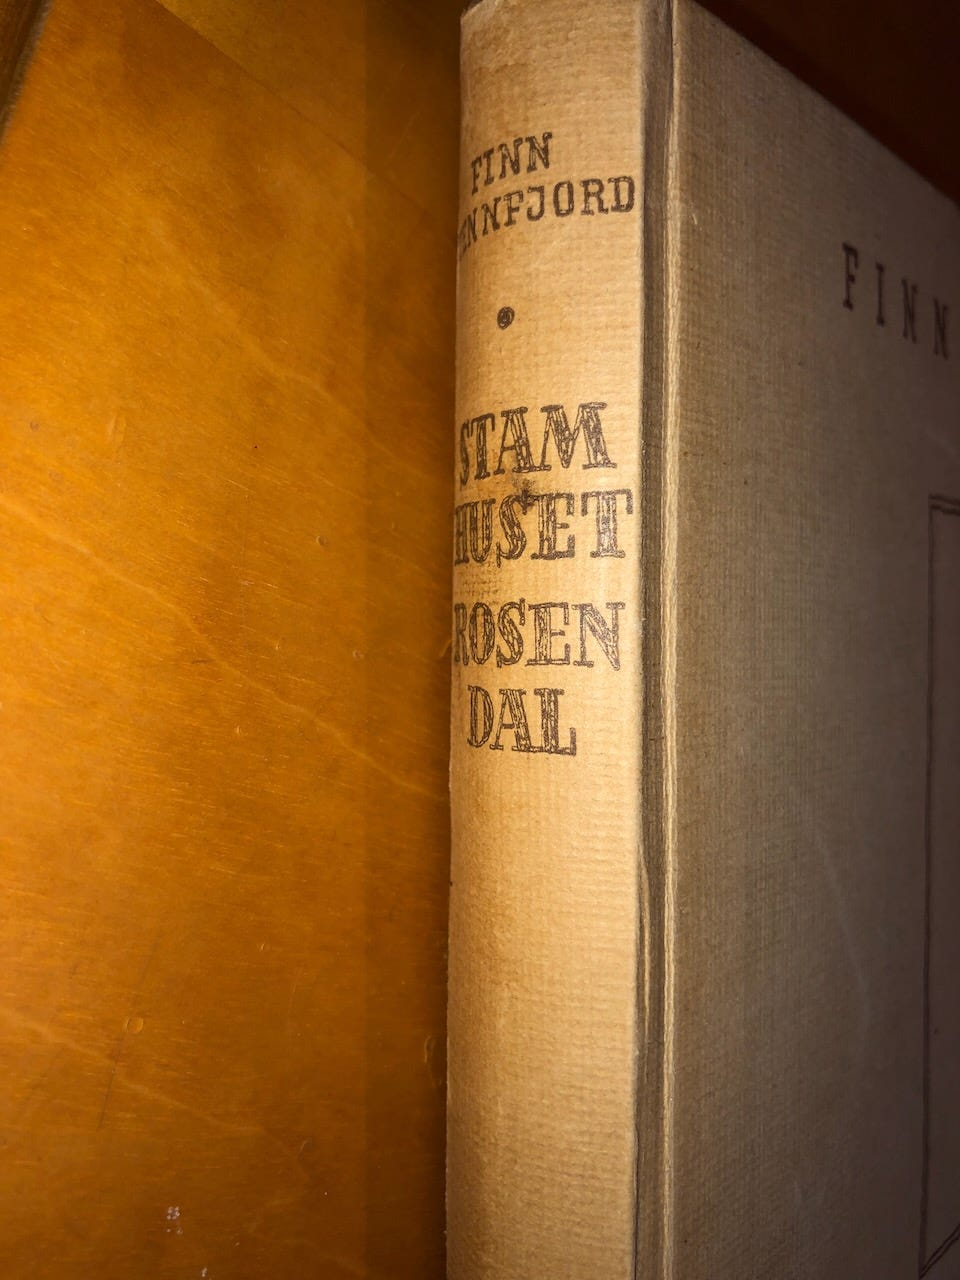 FINN
•
STAM
HUSET
ROSEN
DAL
FINN